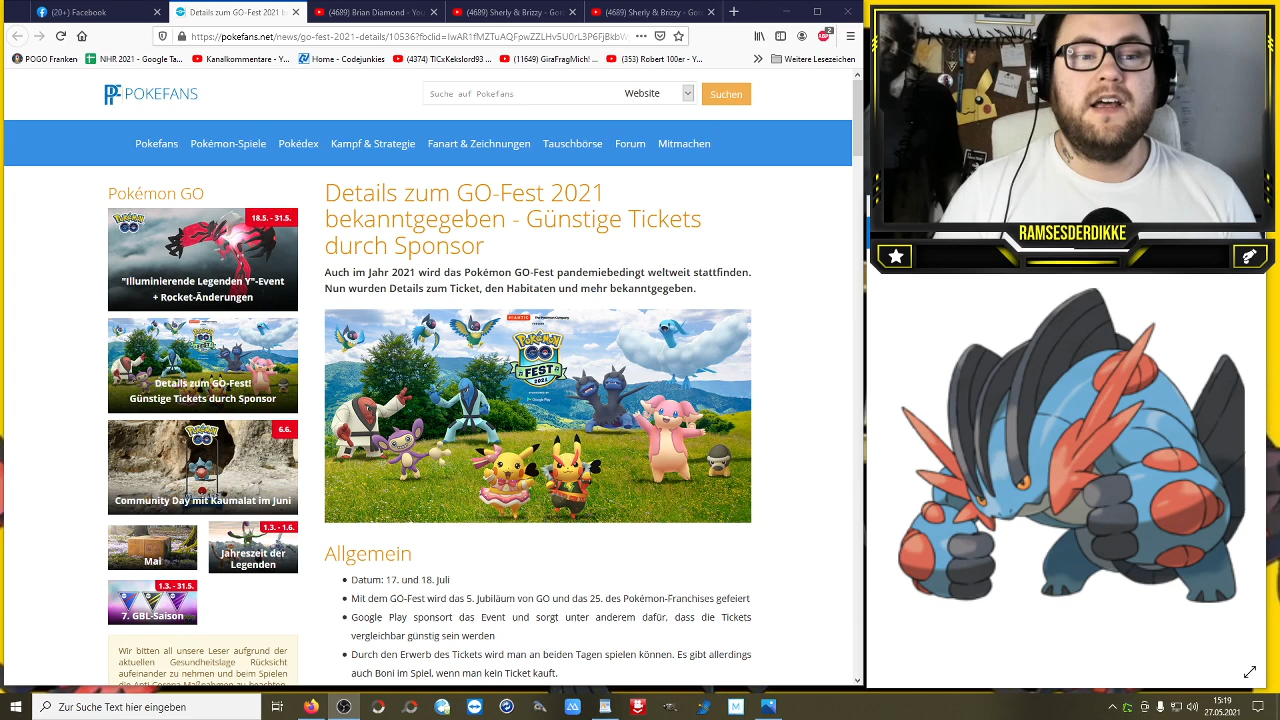 (20+) Facebook
Details zum GO-Fest 2021 b
(4689) Brian Diamond - You
(4689) Sherly & Brizzy - Go
(4689) Sherly & Brizzy - Go
POGO Franken
NHR 2021 - Google Ta...
Kanalkommentare - Y...
Home - Codejunkies
(437) TICxKekslord93 ...
(11649) GiraFragMich! ...
(353) Robert 100er - Y...
Weitere Lesezeichen
POKEFANS
Suche auf Pokefans
Website
Suchen
Pokefans
Pokémon-Spiele
Pokédex
Kampf & Strategie
Fanart & Zeichnungen
Tauschbörse
Forum
Mitmachen
Pokémon GO
18.5. - 31.5.
"Illuminierende Legenden Y"-Event
+ Rocket-Änderungen
Details zum GO-Fest!
Günstige Tickets durch Sponsor
6.6.
Community Day mit Kaumalat im Juni
Mai
1.3. - 1.6.
Jahreszeit der
Legenden
1.3. - 31.5.
7. GBL-Saison
Wir bitten all unsere Leser aufgrund der
aktuellen Gesundheitslage Rücksicht
aufeinander zu nehmen und beim Spielen
die Anti-Corona-Maßnahmen zu beachten.
Details zum GO-Fest 2021
bekanntgegeben - Günstige Tickets
durch Sponsor
Auch im Jahr 2021 wird das Pokémon GO-Fest pandemiebedingt weltweit stattfinden.
Nun wurden Details zum Ticket, den Habitaten und mehr bekanntgegeben.
NIANTIC
Pokémon
GO
FEST
2021
Allgemein
Datum: 17. und 18. Juli
Mit dem GO-Fest wird das 5. Jubiläum von GO und das 25. des Pokémon-Franchises gefeiert
Google Play sponsort das Event und sorgt unter anderem dafür, dass die Tickets
vergleichbar günstig sein werden
Durch den Erwerb des Tickets wird man an beiden Tagen spielen können. Es gibt allerdings
auch Boni im Spiel, wenn man kein Ticket kauft.
RAMSESDERDIKKE
Zur Suche Text hier eingeben
15:19
27.05.2021